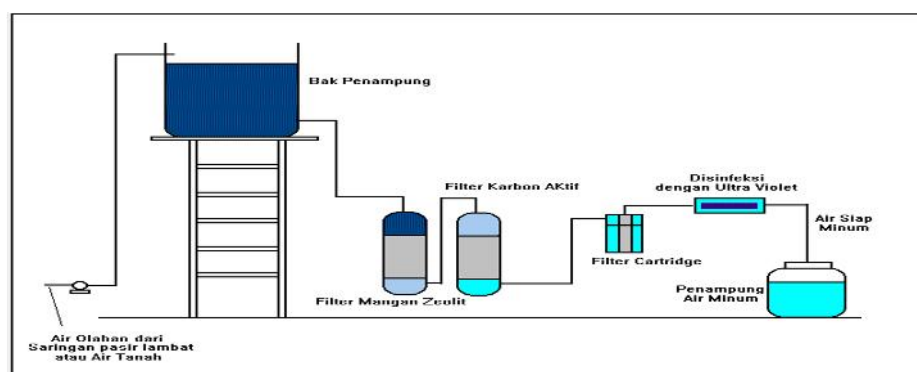 Bak Penampung
Filter Karbon AKtif
Disinfeksi
dengan Ultra Violet
Air Siap
Minum
Filter Cartridge
Filter Mangan Zeolit
Penampung
Air Minum
Air Olahan dari
Saringan pasir lambat
atau Air Tanah